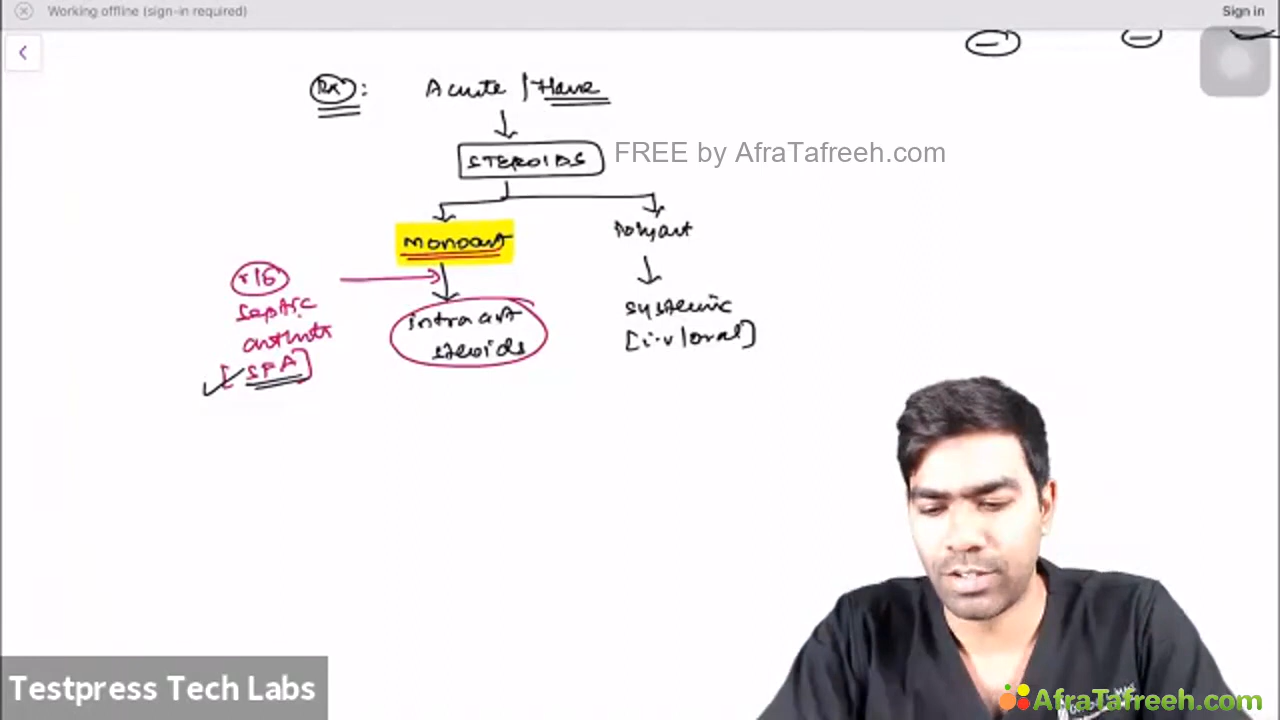 Working offline (sign-in required)
Sign in
Rx : Acute / Flare
STEROIDS
FREE by AfraTafreeh.com
Monoart
Polyart
r/o
septic
intra art
steroids
systemic
[i.v/oral]
[SFA]
Testpress Tech Labs
AfraTafreeh.com